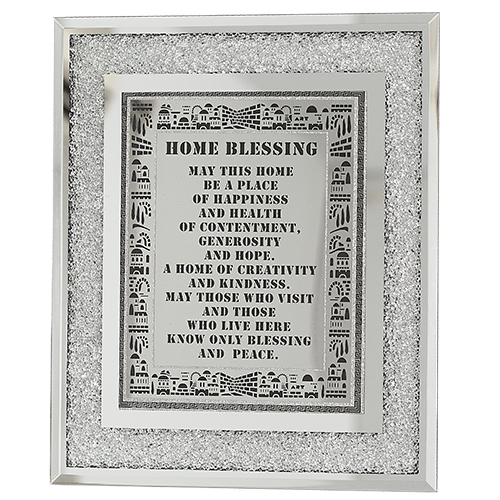 HOME BLESSING
MAY THIS HOME
BE A PLACE
OF HAPPINESS
AND HEALTH
OF CONTENTMENT,
GENEROSITY
AND HOPE.
A HOME OF CREATIVITY
AND KINDNESS.
MAY THOSE WHO VISIT
AND THOSE
WHO LIVE HERE
KNOW ONLY BLESSING
AND PEACE.